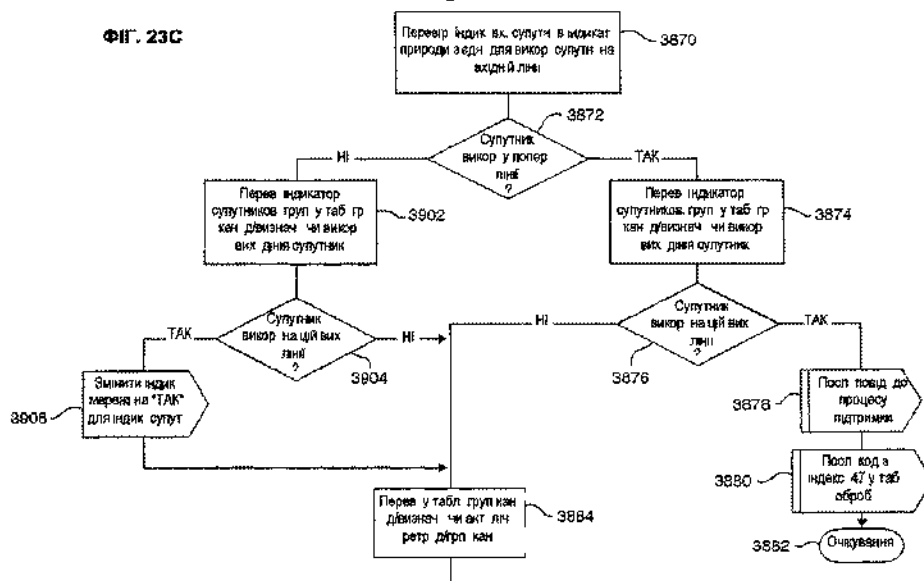 ФІГ. 23C
Перевір індик вх. супутн в індикат
природи з'єдн для викор супутн на
вхідній лінії
3870
3872
Супутник
викор у попер
лінії
?
НІ
ТАК
Перев індикатор
супутников груп у таб гр
кан д/визнач чи викор
вих лінія супутник
3902
Перев індикатор
супутников. груп у таб гр
кан д/визнач чи викор
вих лінія супутник
3874
Супутник
викор на цій вих
лінії
?
ТАК
НІ
3904
Супутник
викор на цій вих
лінії
?
НІ
ТАК
3876
Змінити індик
мережі на "ТАК"
для індик супут
3906
Посл повід до
процесу
підтримки
3878
Посл код з
індекс 47 у таб
оброб
3880
Перев у табл груп кан
д/визнач чи акт ліч
ретр д/грп кан
3884
Очікування
3882